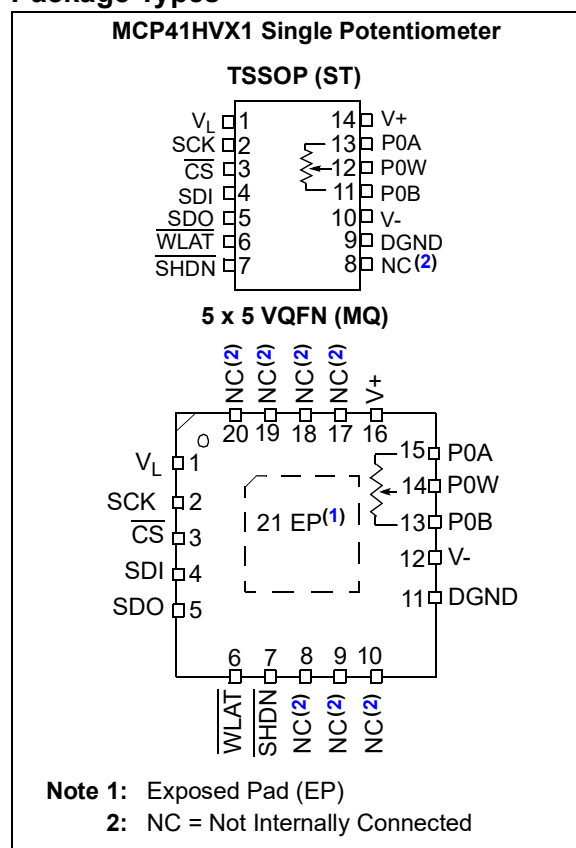 Package Types
MCP41HVX1 Single Potentiometer
TSSOP (ST)
VL 1 14 V+
SCK 2 13 P0A
CS 3 12 P0W
SDI 4 11 P0B
SDO 5 10 V-
WLAT 6 9 DGND
SHDN 7 8 NC(2)
5 x 5 VQFN (MQ)
NC(2) NC(2) NC(2) NC(2) V+
20 19 18 17 16
VL 1 15 P0A
SCK 2 14 P0W
CS 3 21 EP(1) 13 P0B
SDI 4 12 V-
SDO 5 11 DGND
6 7 8 9 10
WLAT SHDN NC(2) NC(2) NC(2)
Note 1: Exposed Pad (EP)
2: NC = Not Internally Connected